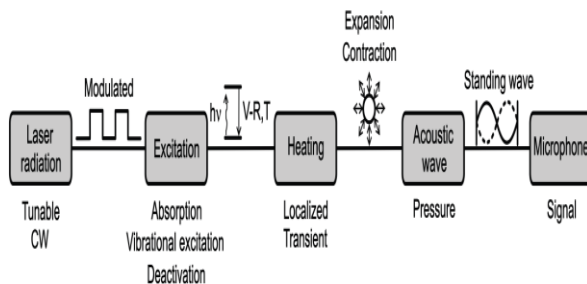 Expansion
Contraction
Modulated
hν
V-R,T
Standing wave
Laser
radiation
Excitation
Heating
Acoustic
wave
Microphone
Tunable
CW
Absorption
Vibrational excitation
Deactivation
Localized
Transient
Pressure
Signal